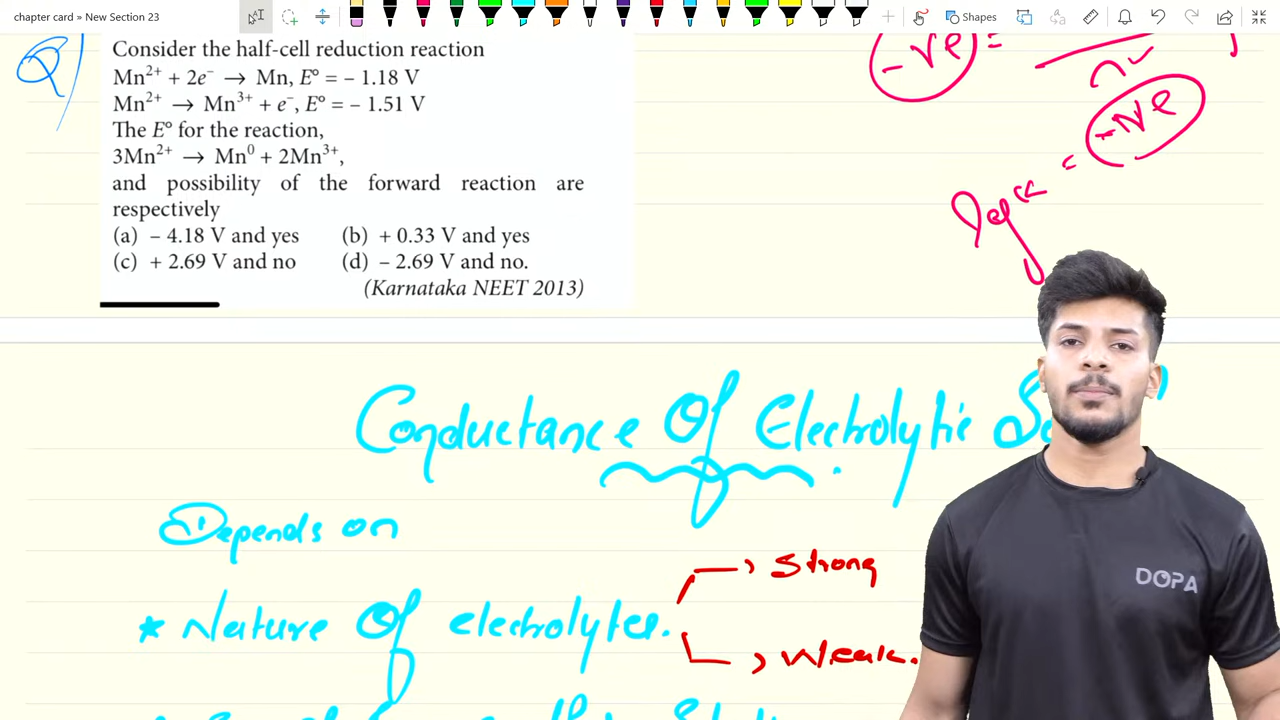 chapter card » New Section 23
Shapes
Q)
Consider the half-cell reduction reaction
Mn²⁺ + 2e⁻ → Mn, E° = – 1.18 V
Mn²⁺ → Mn³⁺ + e⁻, E° = – 1.51 V
The E° for the reaction,
3Mn²⁺ → Mn⁰ + 2Mn³⁺,
and possibility of the forward reaction are
respectively
(a) – 4.18 V and yes (b) + 0.33 V and yes
(c) + 2.69 V and no (d) – 2.69 V and no.
(Karnataka NEET 2013)
-ve =
n
log K = -ve
Conductance Of Electrolytic
Depends on
* Nature Of electrolytes.
→ Strong
→ Weak.
DOPA